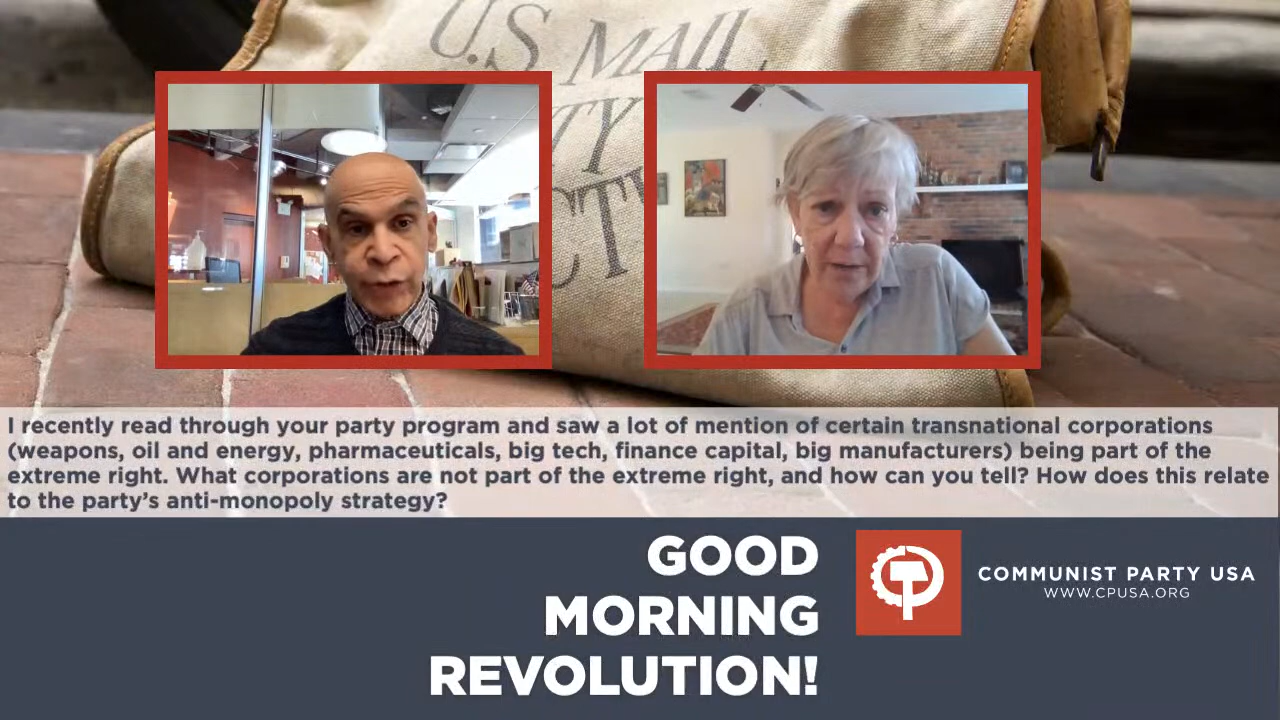 U.S MAIL
I recently read through your party program and saw a lot of mention of certain transnational corporations
(weapons, oil and energy, pharmaceuticals, big tech, finance capital, big manufacturers) being part of the
extreme right. What corporations are not part of the extreme right, and how can you tell? How does this relate
to the party’s anti-monopoly strategy?
GOOD
MORNING
REVOLUTION!
COMMUNIST PARTY USA
WWW.CPUSA.ORG